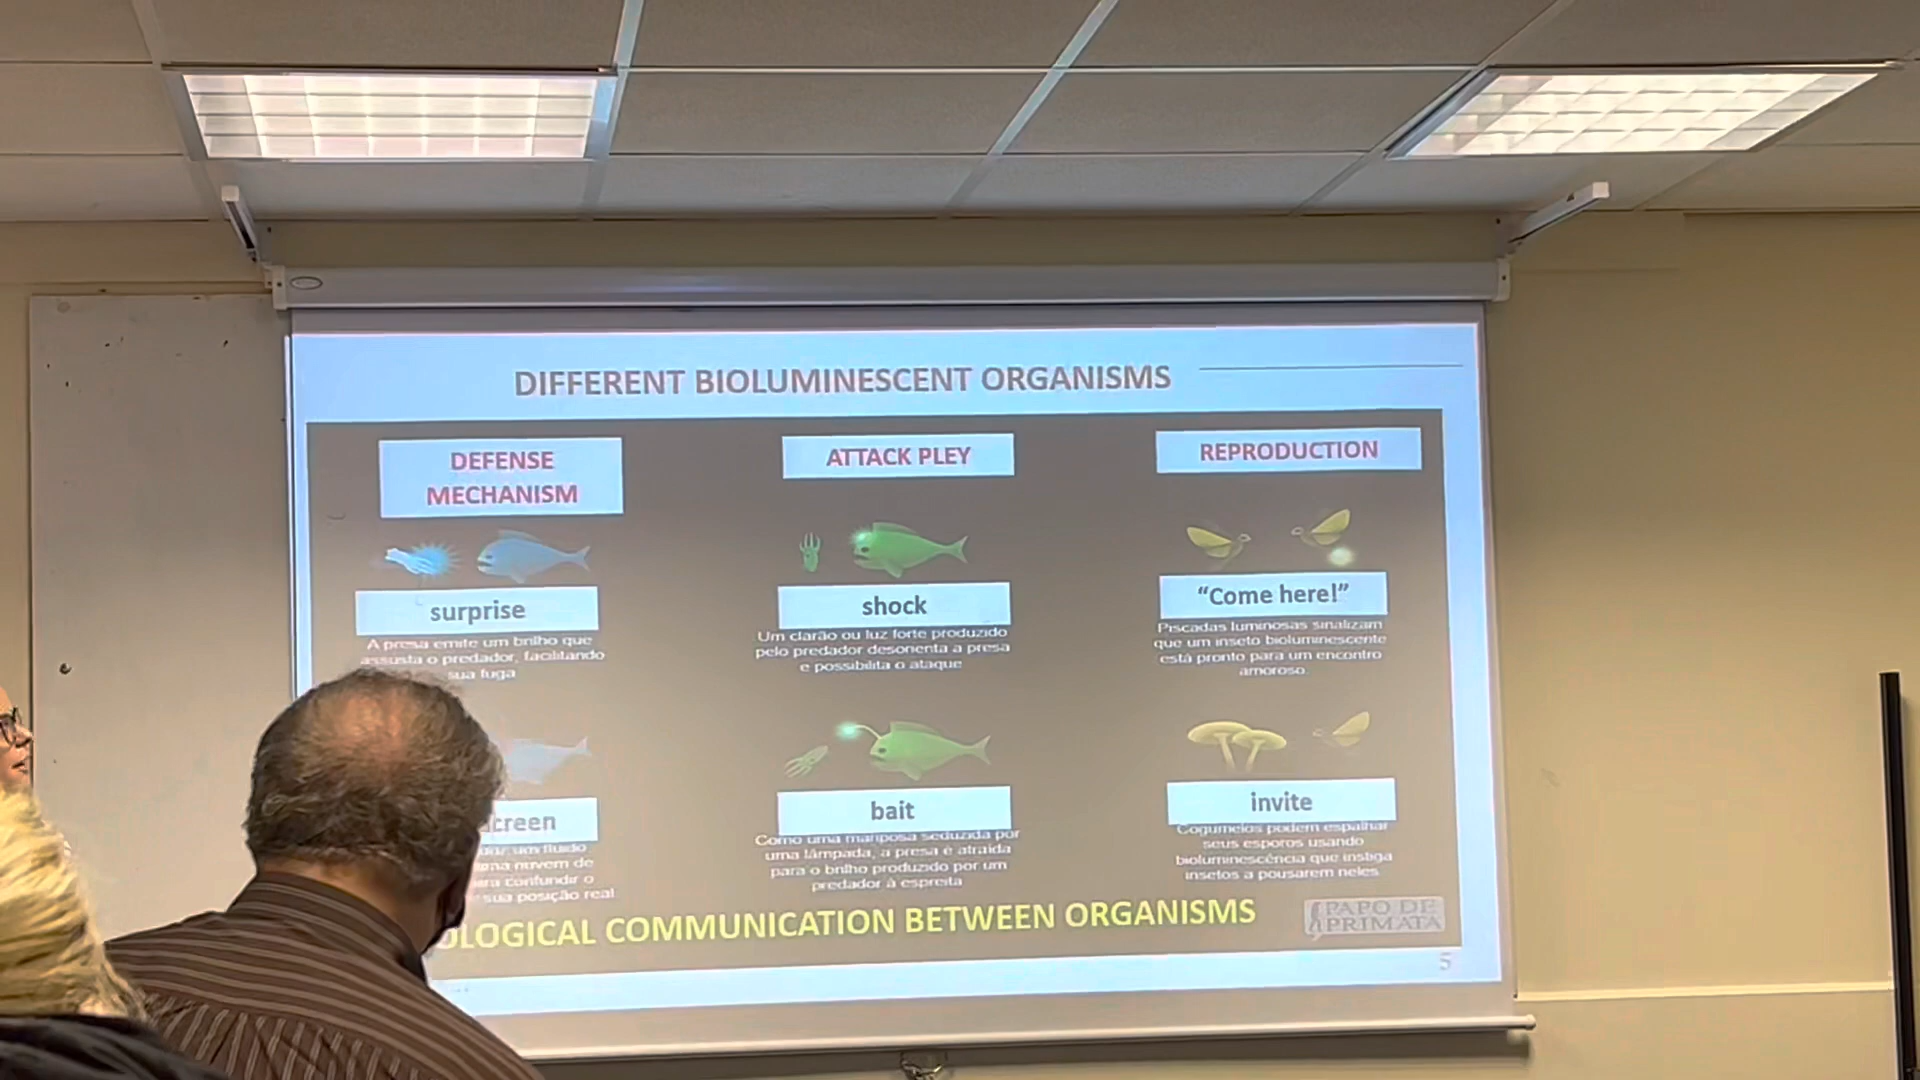 DIFFERENT BIOLUMINESCENT ORGANISMS
DEFENSE
MECHANISM
surprise
A presa emite um brilho que
assusta o predador, facilitando
sua fuga
creen
um fluido
nuvem de
confundir o
sua posição real
ATTACK PLEY
shock
Um clarão ou luz forte produzido
pelo predador desorienta a presa
e possibilita o ataque
bait
Como uma mariposa seduzida por
uma lâmpada, a presa é atraída
para o brilho produzido por um
predador à espreita
REPRODUCTION
“Come here!”
Piscadas luminosas sinalizam
que um inseto bioluminescente
está pronto para um encontro
amoroso
invite
Cogumelos podem espalhar
seus esporos usando
bioluminescência que instiga
insetos a pousarem neles
OLOGICAL COMMUNICATION BETWEEN ORGANISMS
PAPO DE
PRIMATA
5